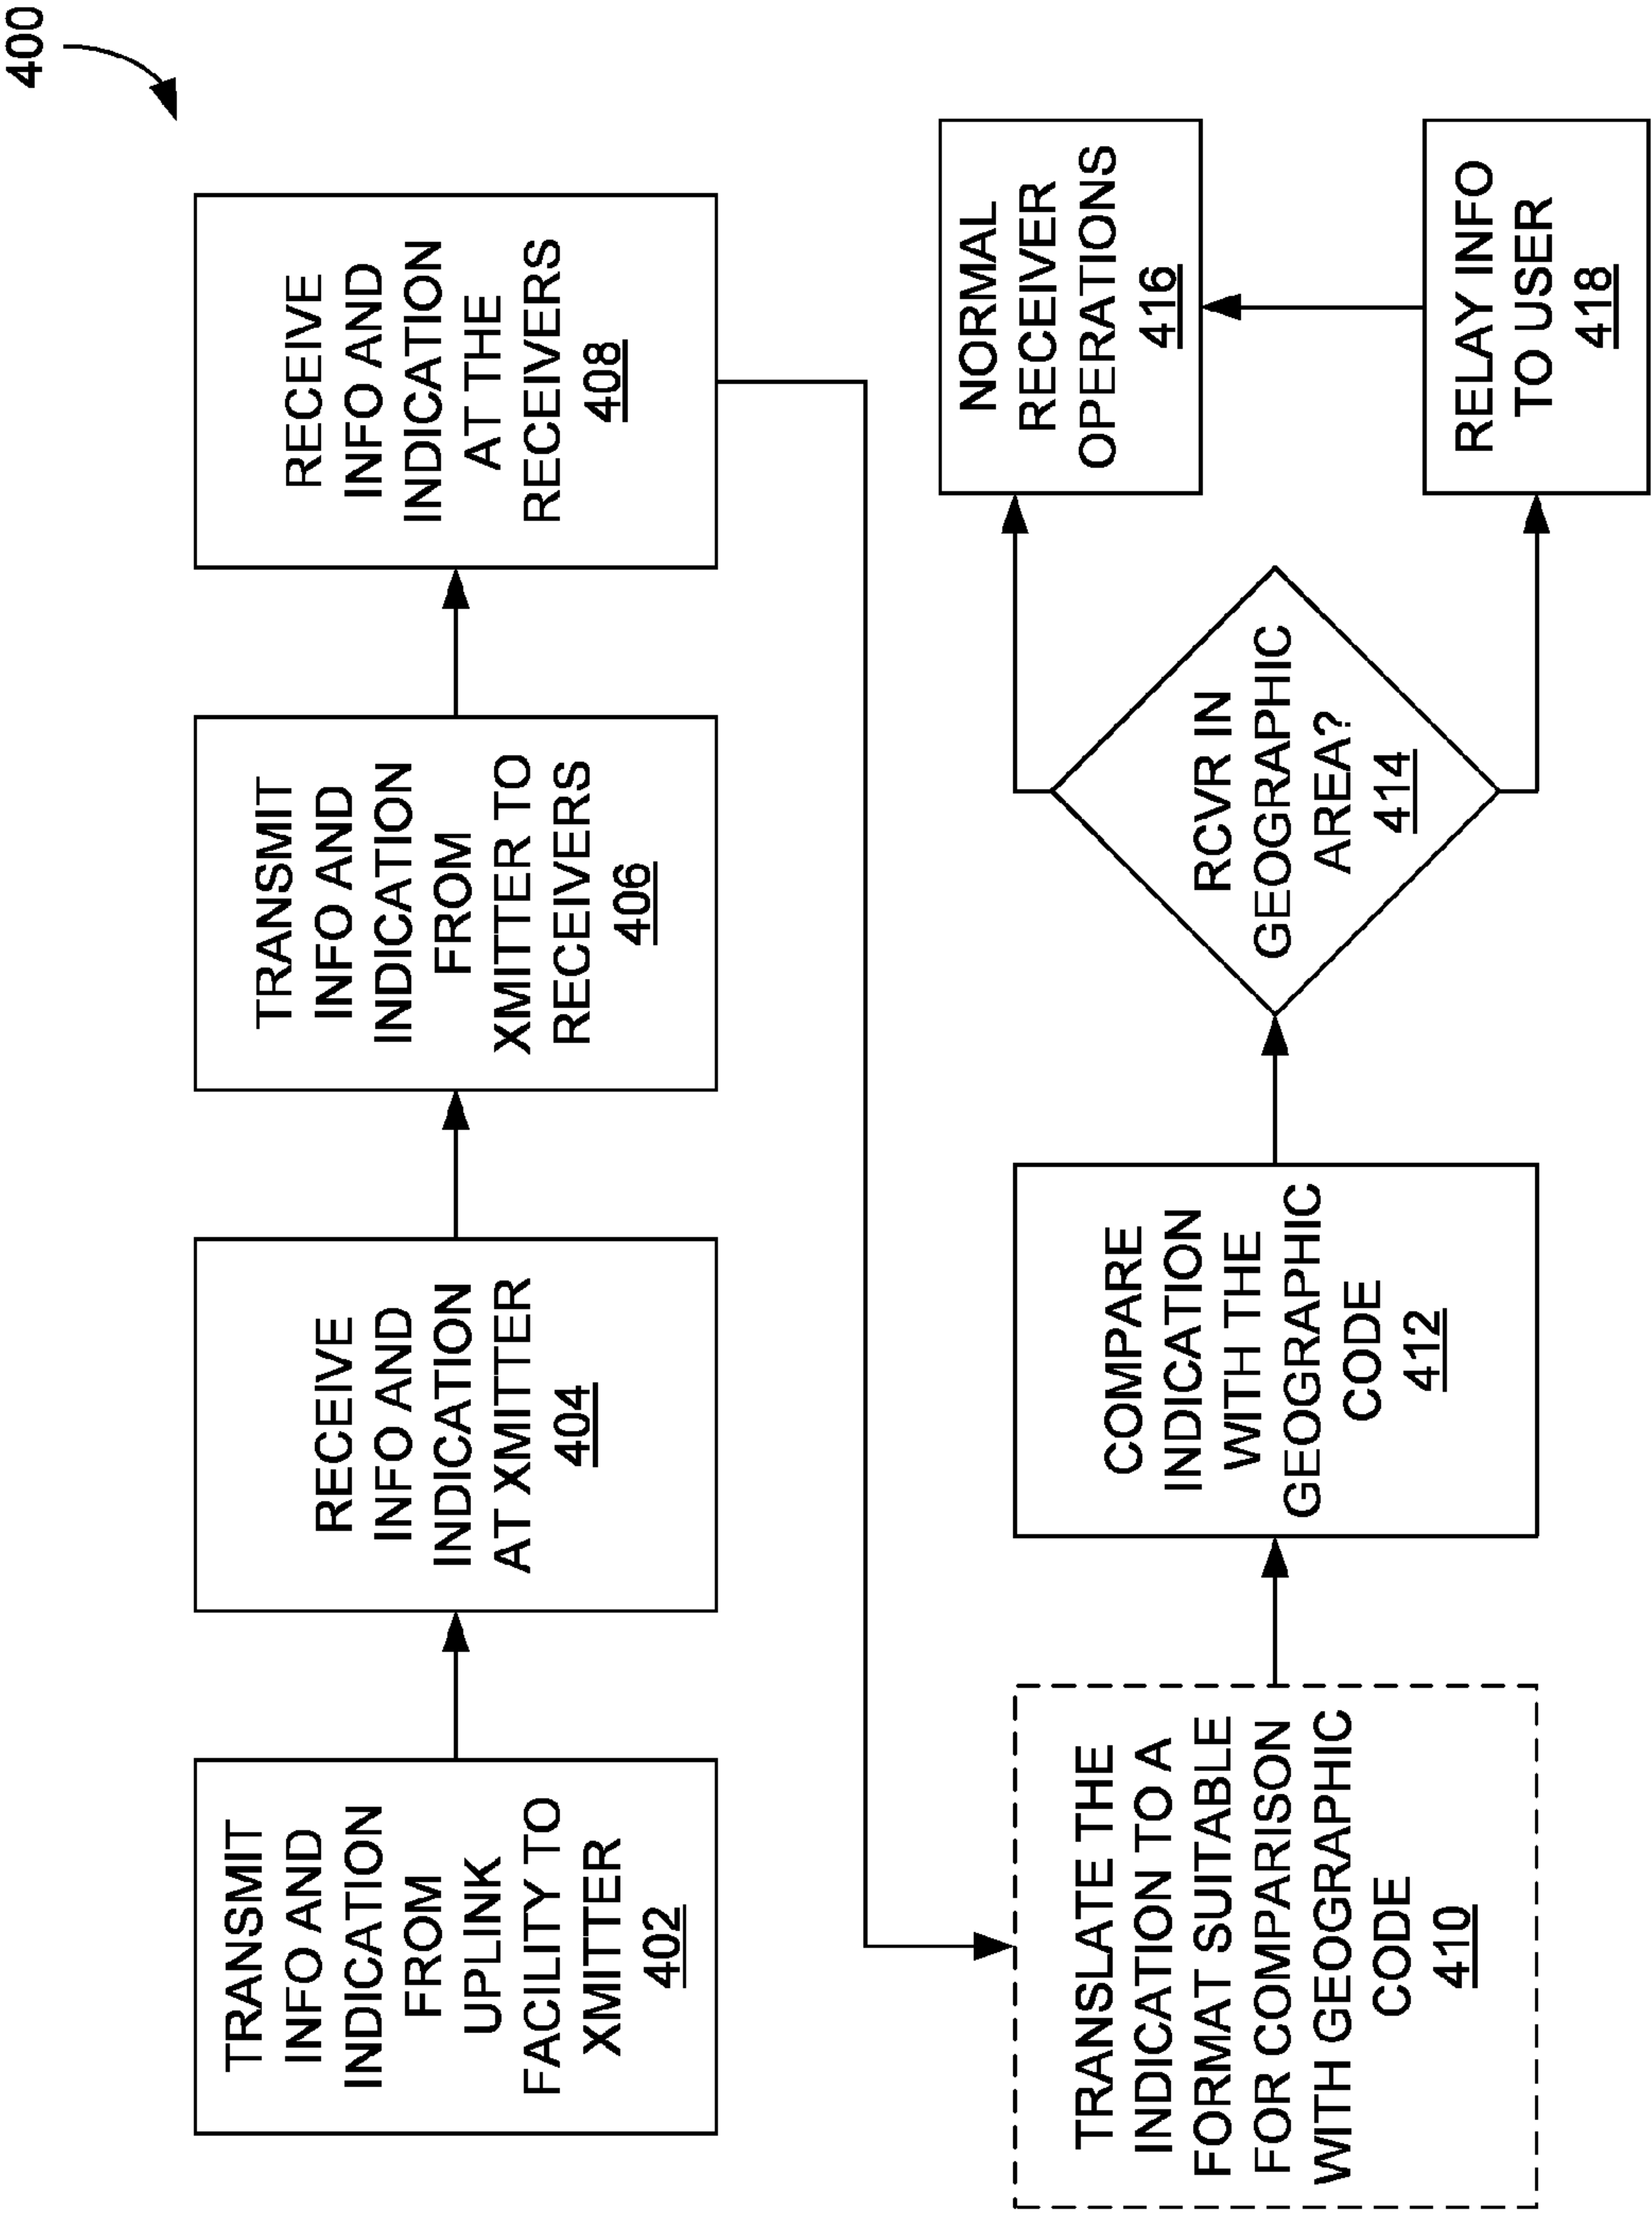 400
TRANSMIT
INFO AND
INDICATION
FROM
UPLINK
FACILITY TO
XMITTER
402
RECEIVE
INFO AND
INDICATION
AT XMITTER
404
TRANSMIT
INFO AND
INDICATION
FROM
XMITTER TO
RECEIVERS
406
RECEIVE
INFO AND
INDICATION
AT THE
RECEIVERS
408
TRANSLATE THE
INDICATION TO A
FORMAT SUITABLE
FOR COMPARISON
WITH GEOGRAPHIC
CODE
410
COMPARE
INDICATION
WITH THE
GEOGRAPHIC
CODE
412
RCVR IN
GEOGRAPHIC
AREA?
414
NORMAL
RECEIVER
OPERATIONS
416
RELAY INFO
TO USER
418